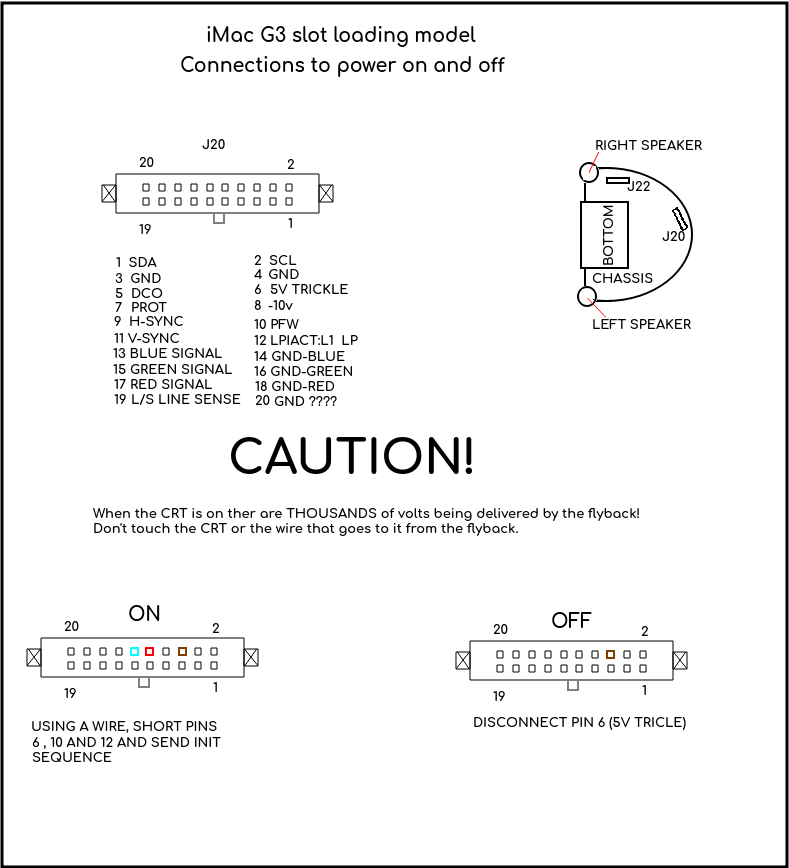 iMac G3 slot loading model
Connections to power on and off
J20
20 2
19 1
RIGHT SPEAKER
J22
BOTTOM
J20
CHASSIS
LEFT SPEAKER
1 SDA
2 SCL
3 GND
4 GND
5 DCO
6 5V TRICKLE
7 PROT
8 -10v
9 H-SYNC
10 PFW
11 V-SYNC
12 LPIACT:L1 LP
13 BLUE SIGNAL
14 GND-BLUE
15 GREEN SIGNAL
16 GND-GREEN
17 RED SIGNAL
18 GND-RED
19 L/S LINE SENSE
20 GND ????
CAUTION!
When the CRT is on ther are THOUSANDS of volts being delivered by the flyback!
Don't touch the CRT or the wire that goes to it from the flyback.
ON
20 2
19 1
USING A WIRE, SHORT PINS
6 , 10 AND 12 AND SEND INIT
SEQUENCE
OFF
20 2
19 1
DISCONNECT PIN 6 (5V TRICLE)